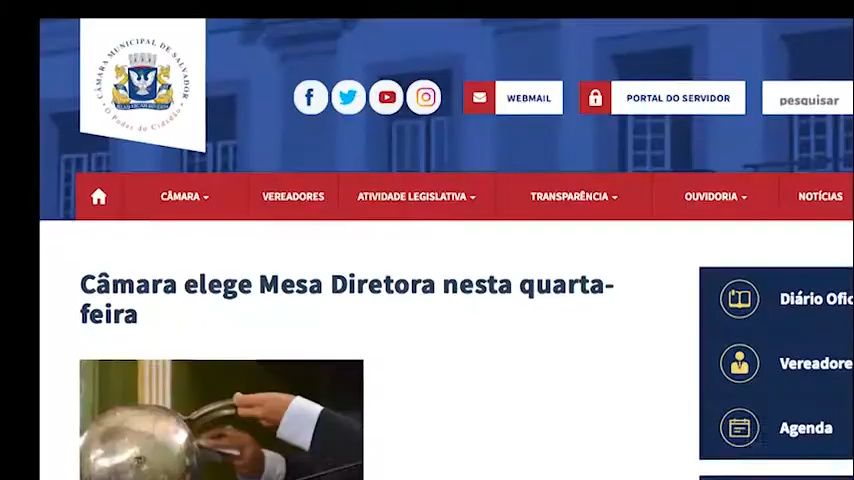 CÂMARA MUNICIPAL DE SALVADOR
O Poder do Cidadão
WEBMAIL
PORTAL DO SERVIDOR
pesquisar
CÂMARA
VEREADORES
ATIVIDADE LEGISLATIVA
TRANSPARÊNCIA
OUVIDORIA
NOTÍCIAS
Câmara elege Mesa Diretora nesta quarta-
feira
Diário Ofic
Vereadore
Agenda